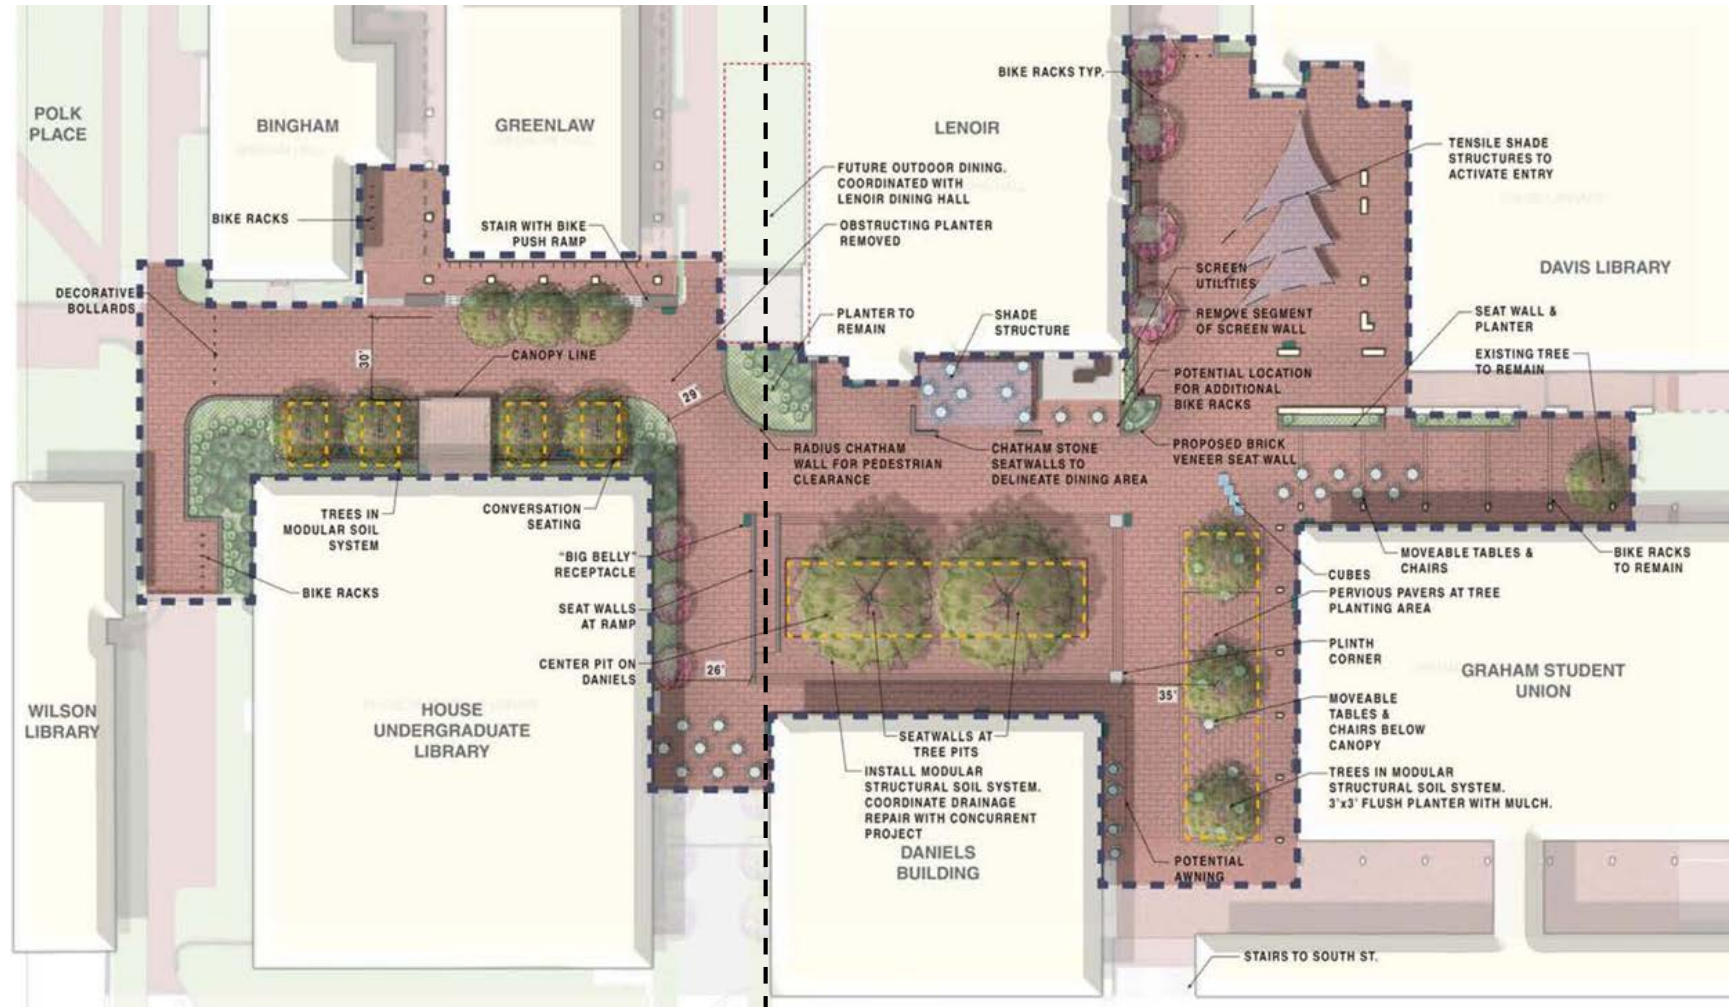 POLK
PLACE
BINGHAM
GREENLAW
LENOIR
BIKE RACKS TYP.
TENSILE SHADE
STRUCTURES TO
ACTIVATE ENTRY
FUTURE OUTDOOR DINING.
COORDINATED WITH
LENOIR DINING HALL
BIKE RACKS
STAIR WITH BIKE
PUSH RAMP
OBSTRUCTING PLANTER
REMOVED
SCREEN
UTILITIES
DAVIS LIBRARY
DECORATIVE
BOLLARDS
PLANTER TO
REMAIN
SHADE
STRUCTURE
REMOVE SEGMENT
OF SCREEN WALL
SEAT WALL &
PLANTER
30'
CANOPY LINE
EXISTING TREE
TO REMAIN
POTENTIAL LOCATION
FOR ADDITIONAL
BIKE RACKS
29'
RADIUS CHATHAM
WALL FOR PEDESTRIAN
CLEARANCE
CHATHAM STONE
SEATWALLS TO
DELINEATE DINING AREA
PROPOSED BRICK
VENEER SEAT WALL
TREES IN
MODULAR SOIL
SYSTEM
CONVERSATION
SEATING
"BIG BELLY"
RECEPTACLE
MOVEABLE TABLES &
CHAIRS
BIKE RACKS
TO REMAIN
CUBES
BIKE RACKS
PERVIOUS PAVERS AT TREE
PLANTING AREA
SEAT WALLS
AT RAMP
PLINTH
CORNER
CENTER PIT ON
DANIELS
26'
35'
GRAHAM STUDENT
UNION
WILSON
LIBRARY
HOUSE
UNDERGRADUATE
LIBRARY
MOVEABLE
TABLES &
CHAIRS BELOW
CANOPY
SEATWALLS AT
TREE PITS
INSTALL MODULAR
STRUCTURAL SOIL SYSTEM.
COORDINATE DRAINAGE
REPAIR WITH CONCURRENT
PROJECT
TREES IN MODULAR
STRUCTURAL SOIL SYSTEM.
3'x3' FLUSH PLANTER WITH MULCH.
DANIELS
BUILDING
POTENTIAL
AWNING
STAIRS TO SOUTH ST.